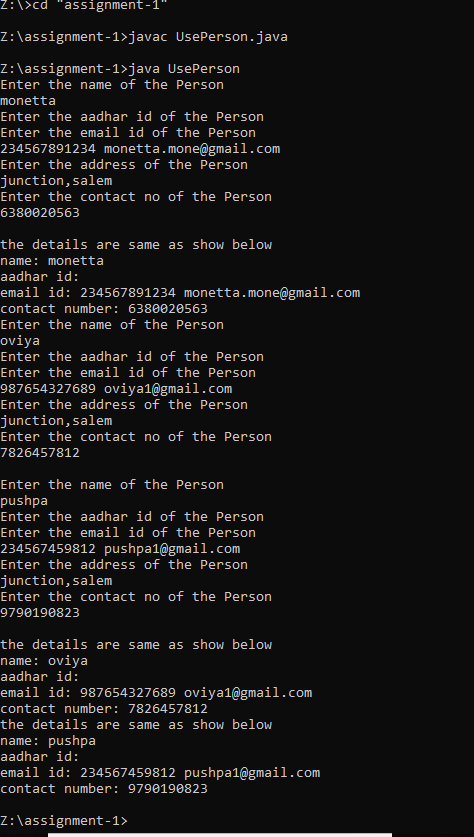 Z:\>cd "assignment-1"
Z:\assignment-1>javac UsePerson.java
Z:\assignment-1>java UsePerson
Enter the name of the Person
monetta
Enter the aadhar id of the Person
Enter the email id of the Person
234567891234 monetta.mone@gmail.com
Enter the address of the Person
junction,salem
Enter the contact no of the Person
6380020563
the details are same as show below
name: monetta
aadhar id:
email id: 234567891234 monetta.mone@gmail.com
contact number: 6380020563
Enter the name of the Person
oviya
Enter the aadhar id of the Person
Enter the email id of the Person
987654327689 oviya1@gmail.com
Enter the address of the Person
junction,salem
Enter the contact no of the Person
7826457812
Enter the name of the Person
pushpa
Enter the aadhar id of the Person
Enter the email id of the Person
234567459812 pushpa1@gmail.com
Enter the address of the Person
junction,salem
Enter the contact no of the Person
9790190823
the details are same as show below
name: oviya
aadhar id:
email id: 987654327689 oviya1@gmail.com
contact number: 7826457812
the details are same as show below
name: pushpa
aadhar id:
email id: 234567459812 pushpa1@gmail.com
contact number: 9790190823
Z:\assignment-1>